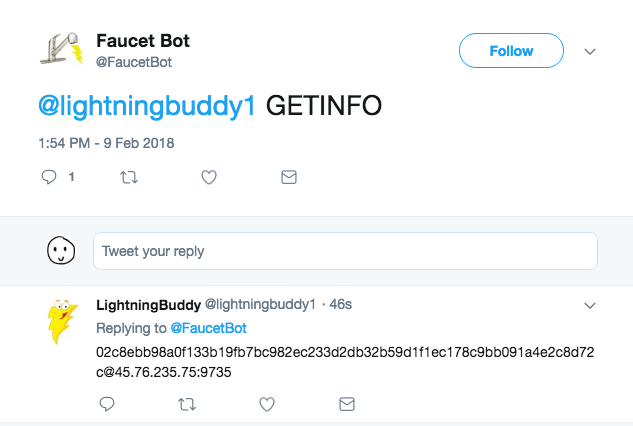 Faucet Bot
@FaucetBot
Follow
@lightningbuddy1 GETINFO
1:54 PM - 9 Feb 2018
1
Tweet your reply
LightningBuddy @lightningbuddy1 · 46s
Replying to @FaucetBot
02c8ebb98a0f133b19fb7bc982ec233d2db32b59d1f1ec178c9bb091a4e2c8d72
c@45.76.235.75:9735